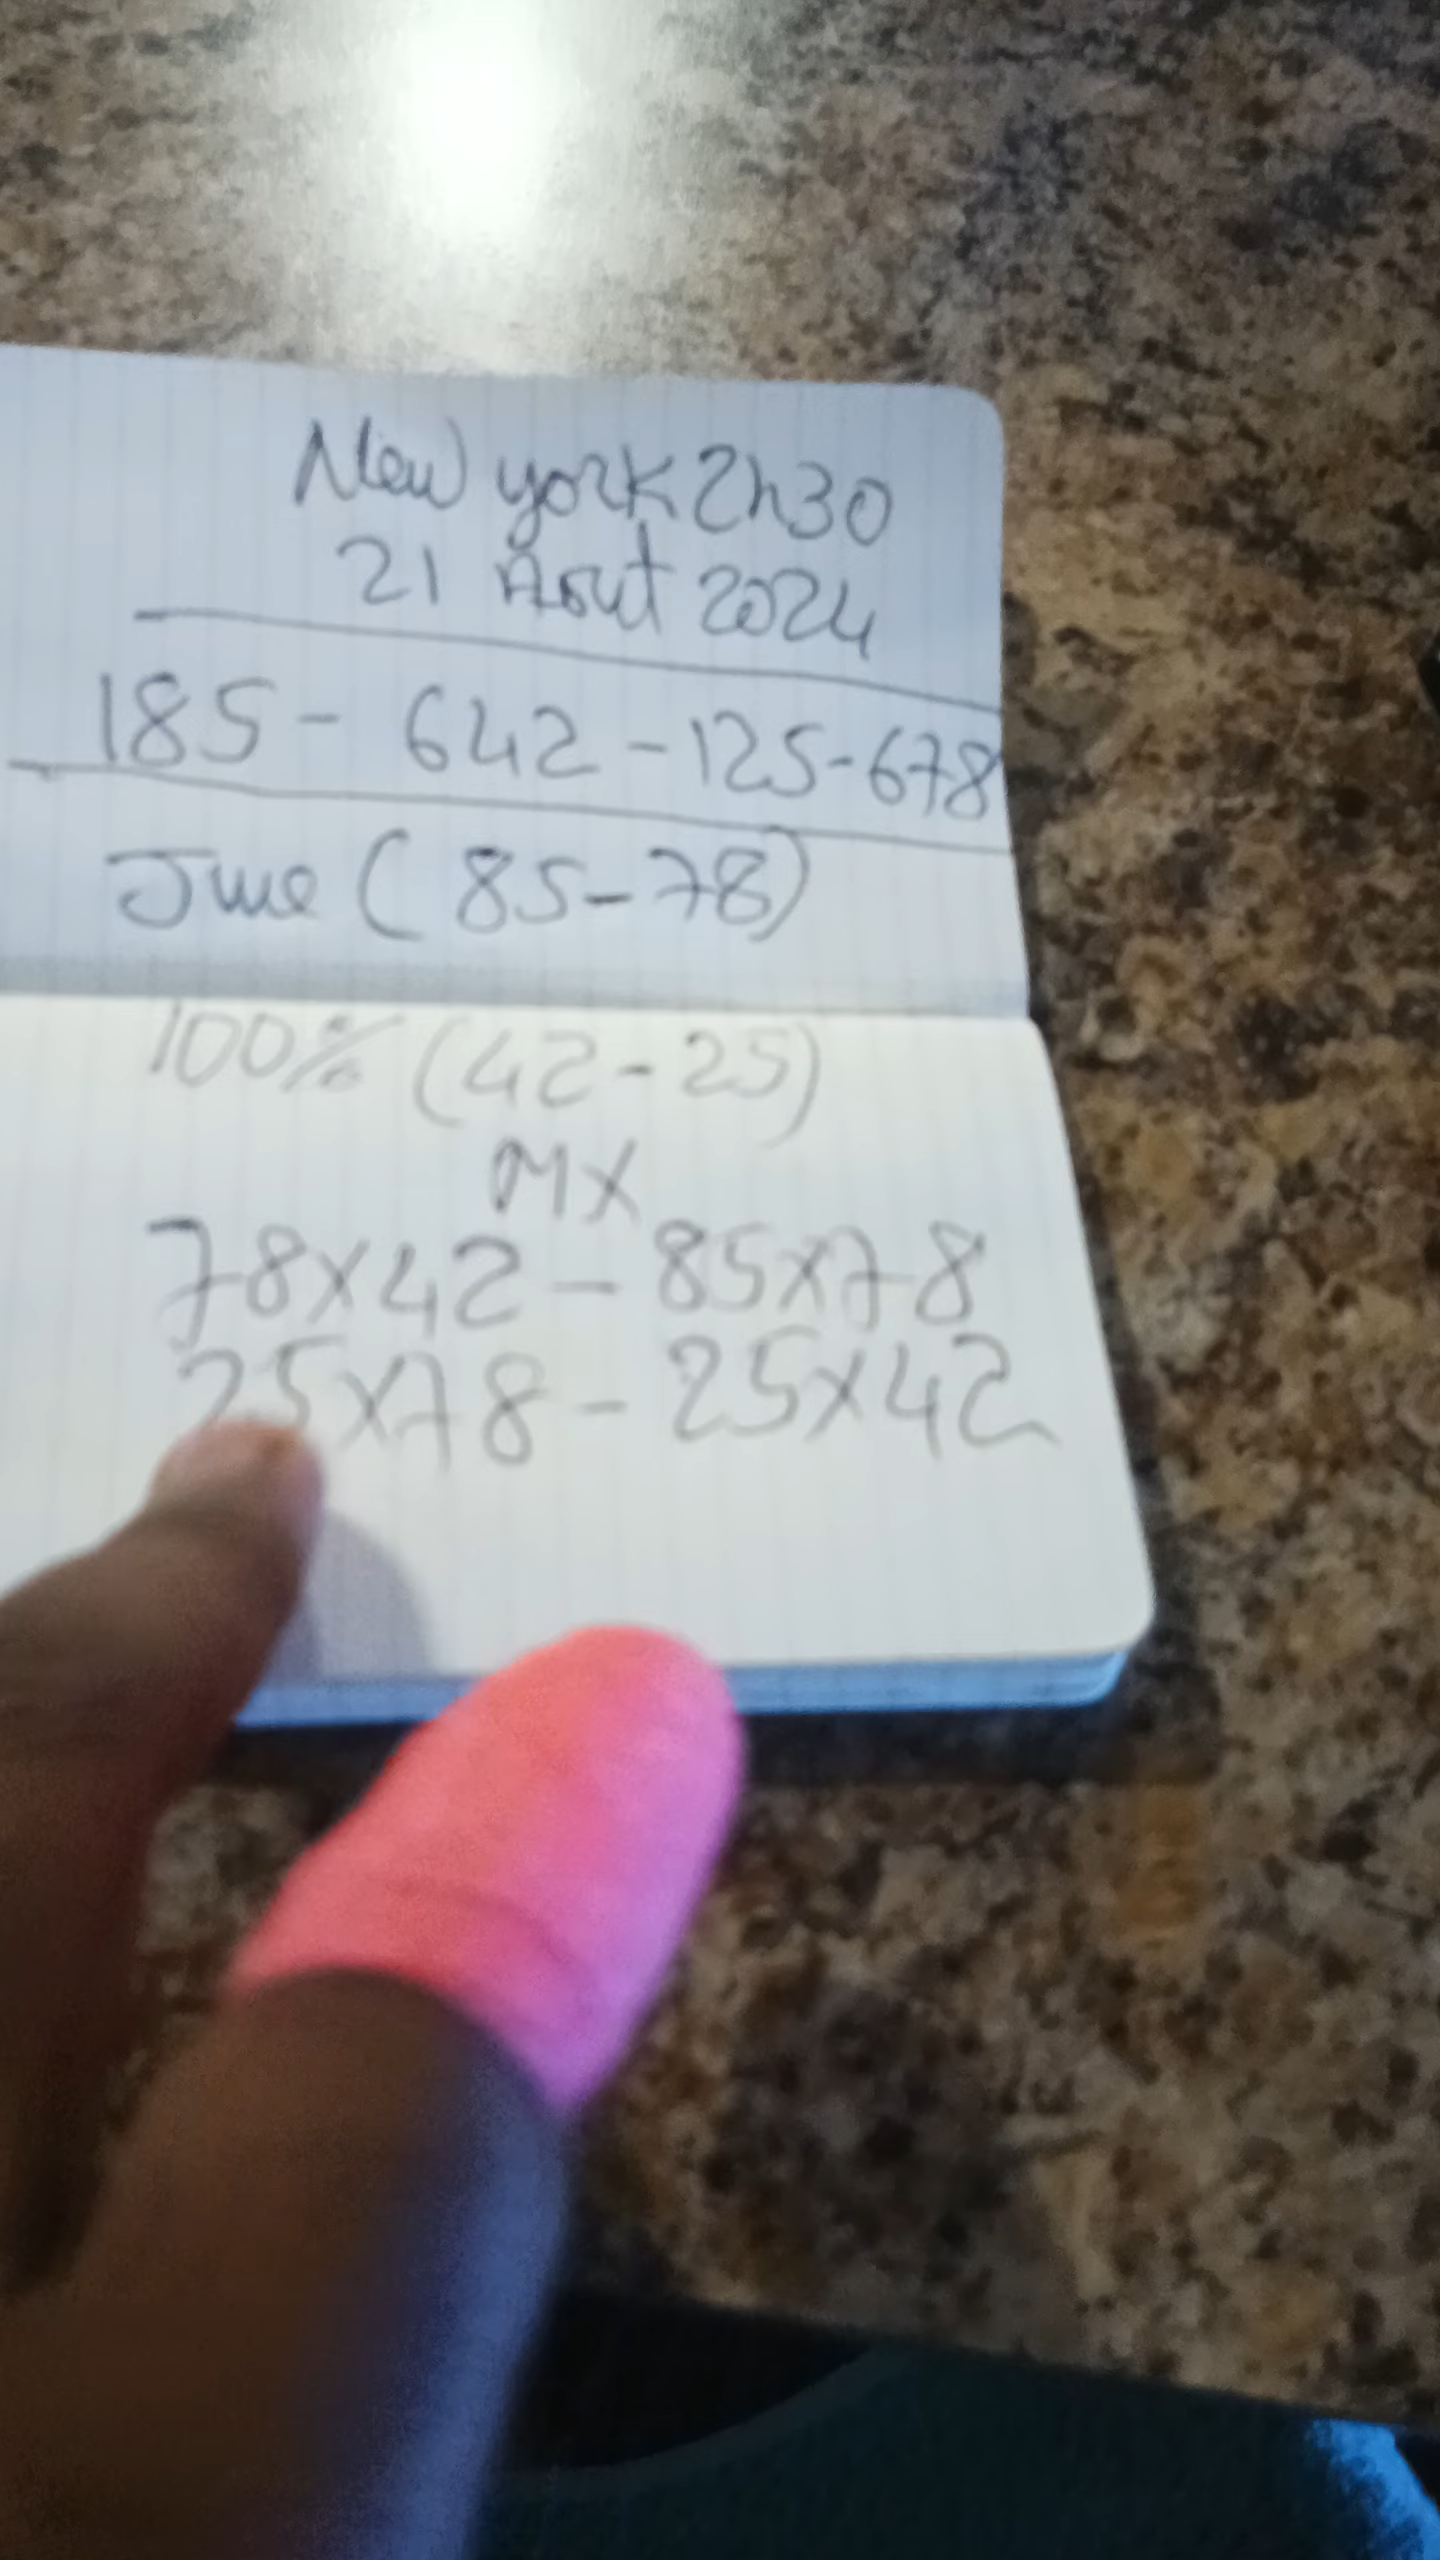 New york 2h30
21 Aout 2024
185 - 642 - 125 - 678
Jwe ( 85-78)
100% (42-25)
MX
78x42 - 85x78
25x78 - 25x42